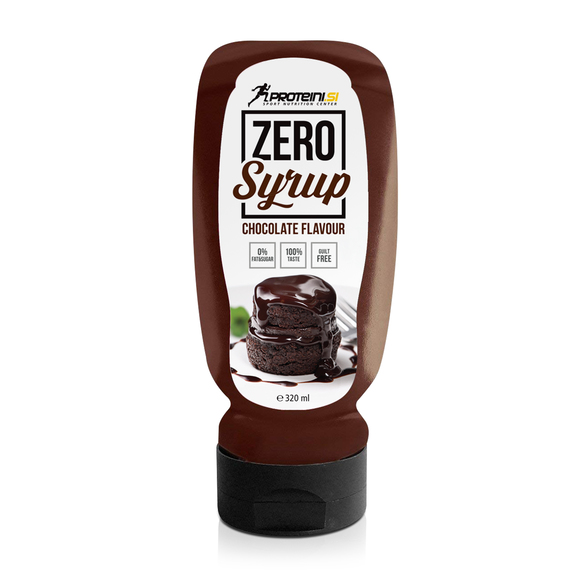 PROTEINI.SI
SPORT NUTRITION CENTER
ZERO
Syrup
CHOCOLATE FLAVOUR
0%
FAT&SUGAR
100%
TASTE
GUILT
FREE
℮ 320 ml